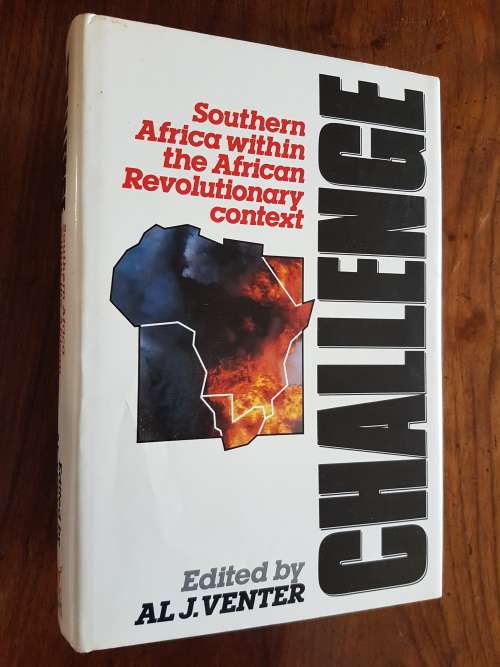 CHALLENGE
Southern
Africa within
the African
Revolutionary
context
Edited by
AL J. VENTER